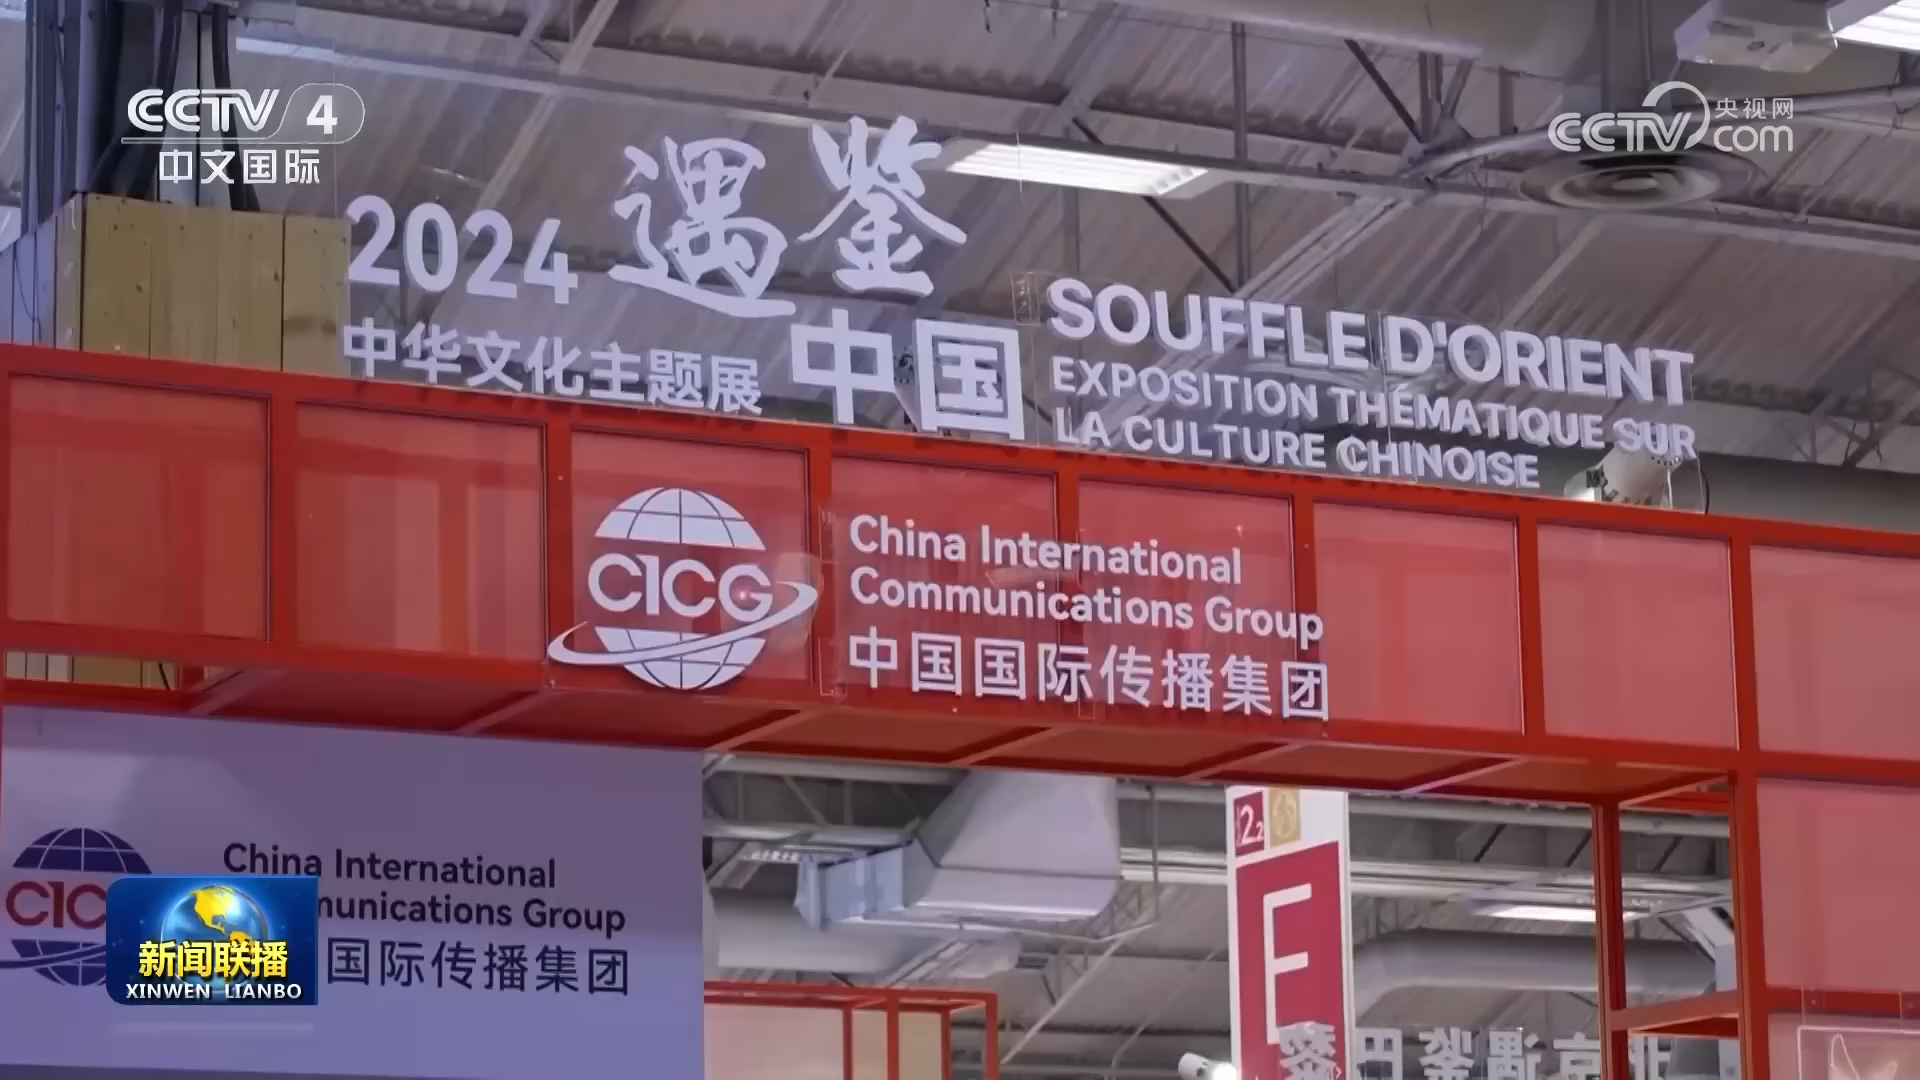 CCTV 4
中文国际
央视网
CCTV com
2024 遇鉴
中华文化主题展 中国
SOUFFLE D'ORIENT
EXPOSITION THÉMATIQUE SUR
LA CULTURE CHINOISE
CICG
China International
Communications Group
中国国际传播集团
2.2
E
China International
munications Group
国际传播集团
CIC
新闻联播
XINWEN LIANBO